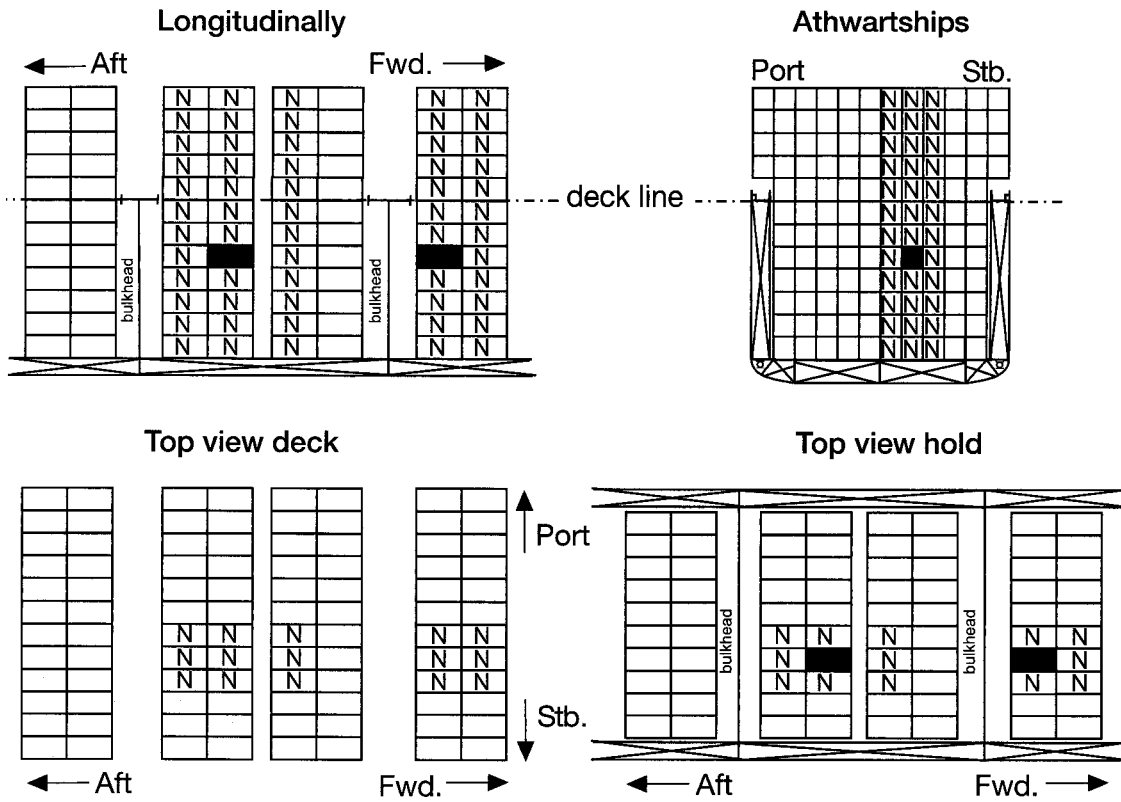 Longitudinally
Aft
Fwd.
N N N N N
N N N N N
N N N N N
N N N N N
N N N N N
N N N N N
N N N N N
N N N
N N N N N
N N N N N
N N N N N
N N N N N
bulkhead
bulkhead
deck line
Athwartships
Port
Stb.
N N N
N N N
N N N
N N N
N N N
N N N
N N N
N N
N N N
N N N
N N N
N N N
Top view deck
Port
N N N N N
N N N N N
N N N N N
Stb.
Aft
Fwd.
Top view hold
bulkhead
bulkhead
N N N N N
N N N
N N N N N
Aft
Fwd.